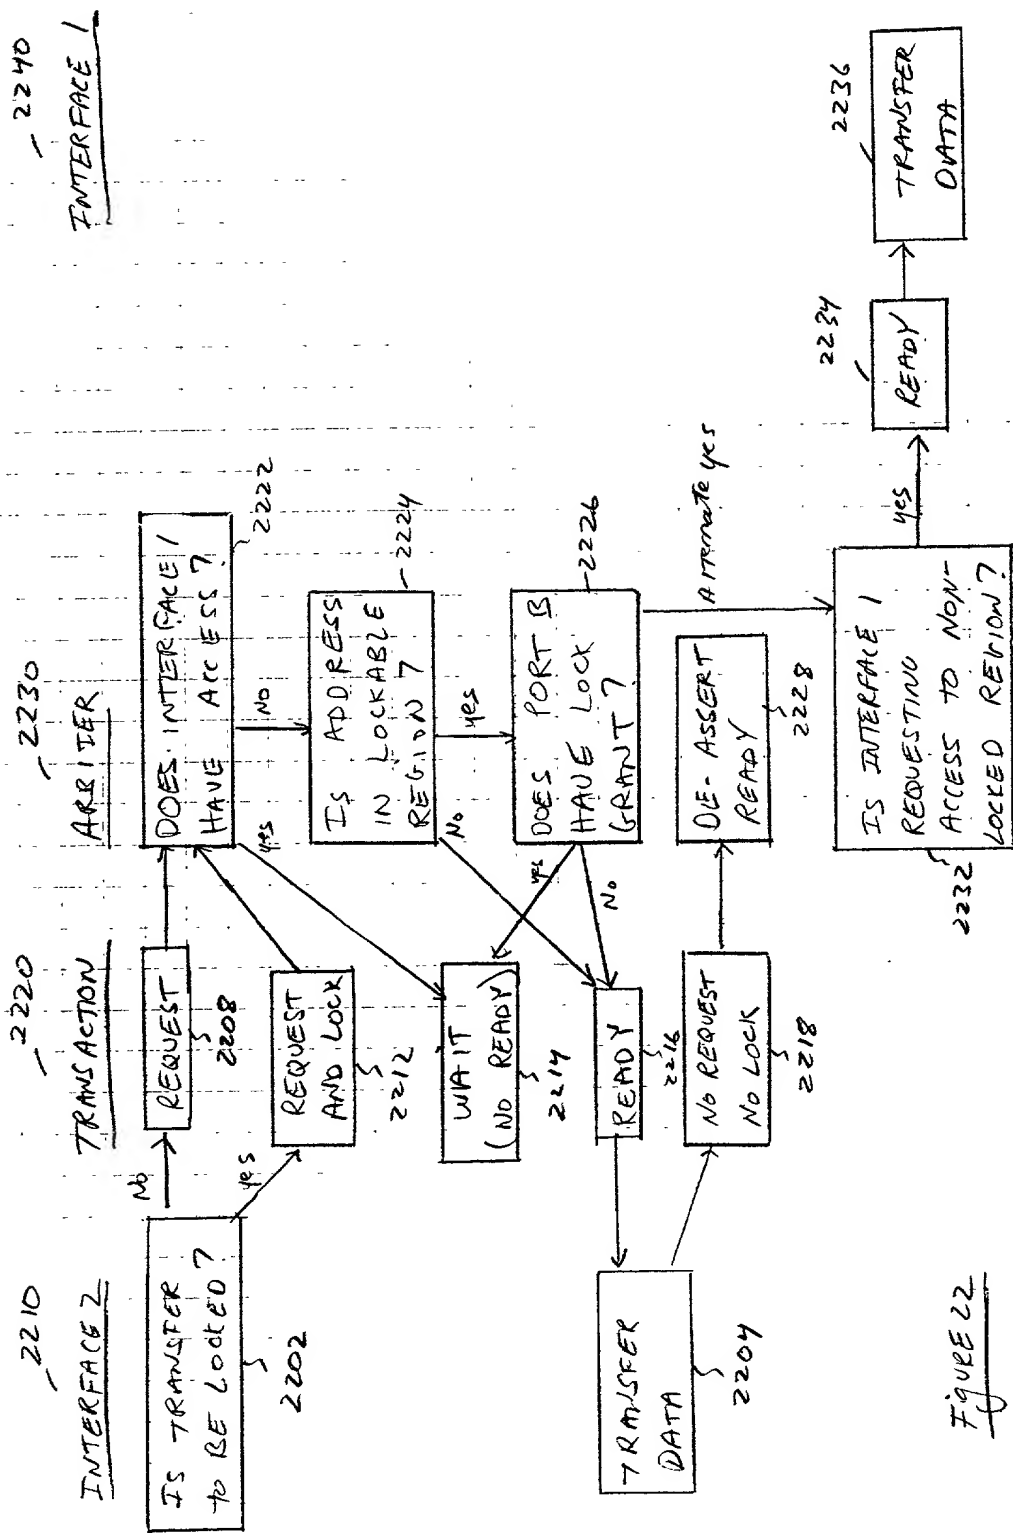 2210
INTERFACE 2
2220
TRANSACTION
2230
ARBITER
2240
INTERFACE 1
IS TRANSFER
TO BE LOCKED?
2202
No
yes
REQUEST
2208
REQUEST
AND LOCK
2212
DOES INTERFACE 1
HAVE ACCESS?
2222
yes
No
IS ADDRESS
IN LOCKABLE
REGION?
2224
No
yes
WAIT
(NO READY)
2214
DOES PORT B
HAVE LOCK
GRANT?
2226
yes
No
Alternate yes
READY
2216
TRANSFER
DATA
2204
NO REQUEST
NO LOCK
2218
DE-ASSERT
READY
2228
IS INTERFACE 1
REQUESTING
ACCESS TO NON-
LOCKED REGION?
2232
yes
READY
2234
TRANSFER
DATA
2236
FIGURE 22